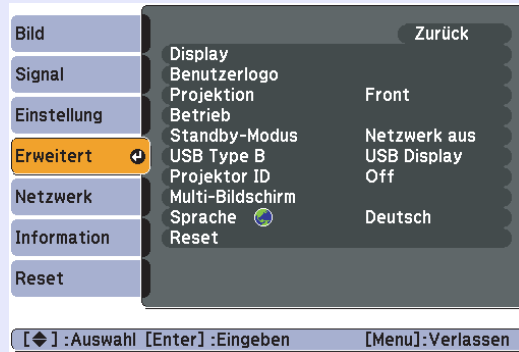 Bild
Signal
Einstellung
Erweitert
Netzwerk
Information
Reset
Zurück
Display
Benutzerlogo
Projektion Front
Betrieb
Standby-Modus Netzwerk aus
USB Type B USB Display
Projektor ID Off
Multi-Bildschirm
Sprache Deutsch
Reset
[ ] :Auswahl [Enter] :Eingeben [Menu]:Verlassen